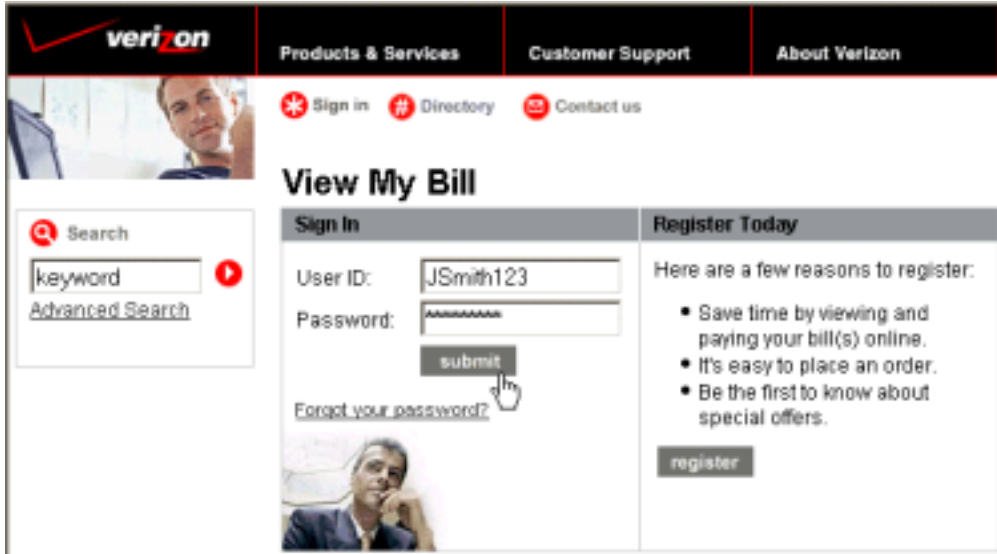 verizon
Products & Services
Customer Support
About Verizon
Sign in
Directory
Contact us
View My Bill
Search
keyword
Advanced Search
Sign In
User ID:
JSmith123
Password:
*********
submit
Forgot your password?
Register Today
Here are a few reasons to register:
• Save time by viewing and
paying your bill(s) online.
• It's easy to place an order.
• Be the first to know about
special offers.
register